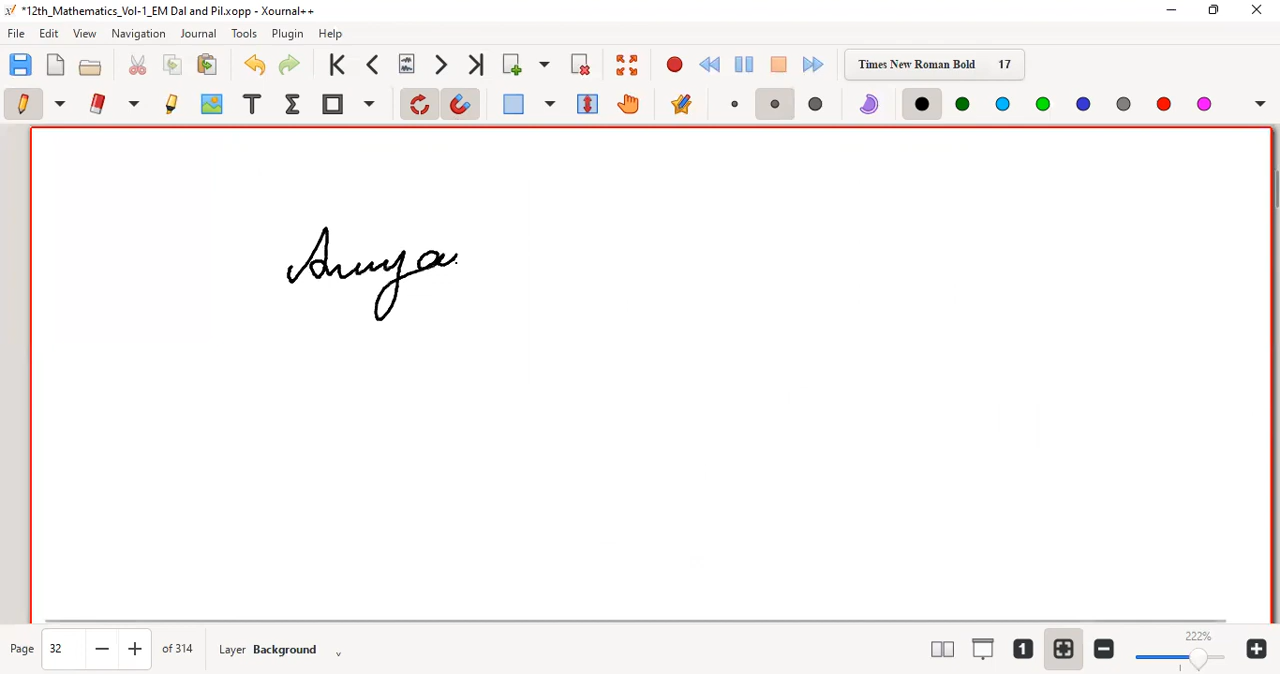 *12th_Mathematics_Vol-1_EM Dal and Pil.xopp - Xournal++
File Edit View Navigation Journal Tools Plugin Help
Times New Roman Bold 17
Anya
Page 32 of 314 Layer Background 222%